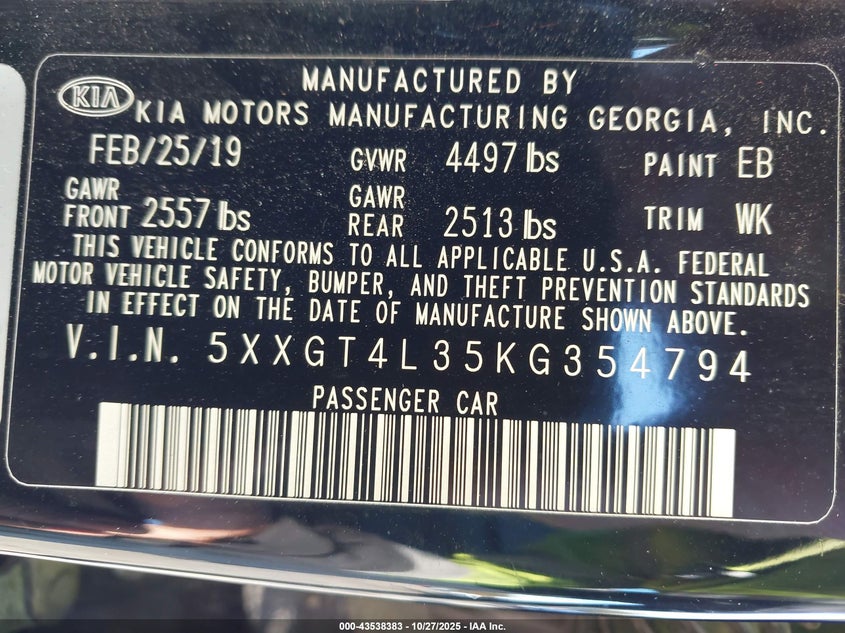 MANUFACTURED BY
KIA KIA MOTORS MANUFACTURING GEORGIA, INC.
FEB/25/19 GVWR 4497 lbs PAINT EB
GAWR FRONT 2557 lbs GAWR REAR 2513 lbs TRIM WK
THIS VEHICLE CONFORMS TO ALL APPLICABLE U.S.A. FEDERAL
MOTOR VEHICLE SAFETY, BUMPER, AND THEFT PREVENTION STANDARDS
IN EFFECT ON THE DATE OF MANUFACTURE SHOWN ABOVE.
V.I.N. 5XXGT4L35KG354794
PASSENGER CAR
000-43538383 - 10/27/2025 - IAA Inc.